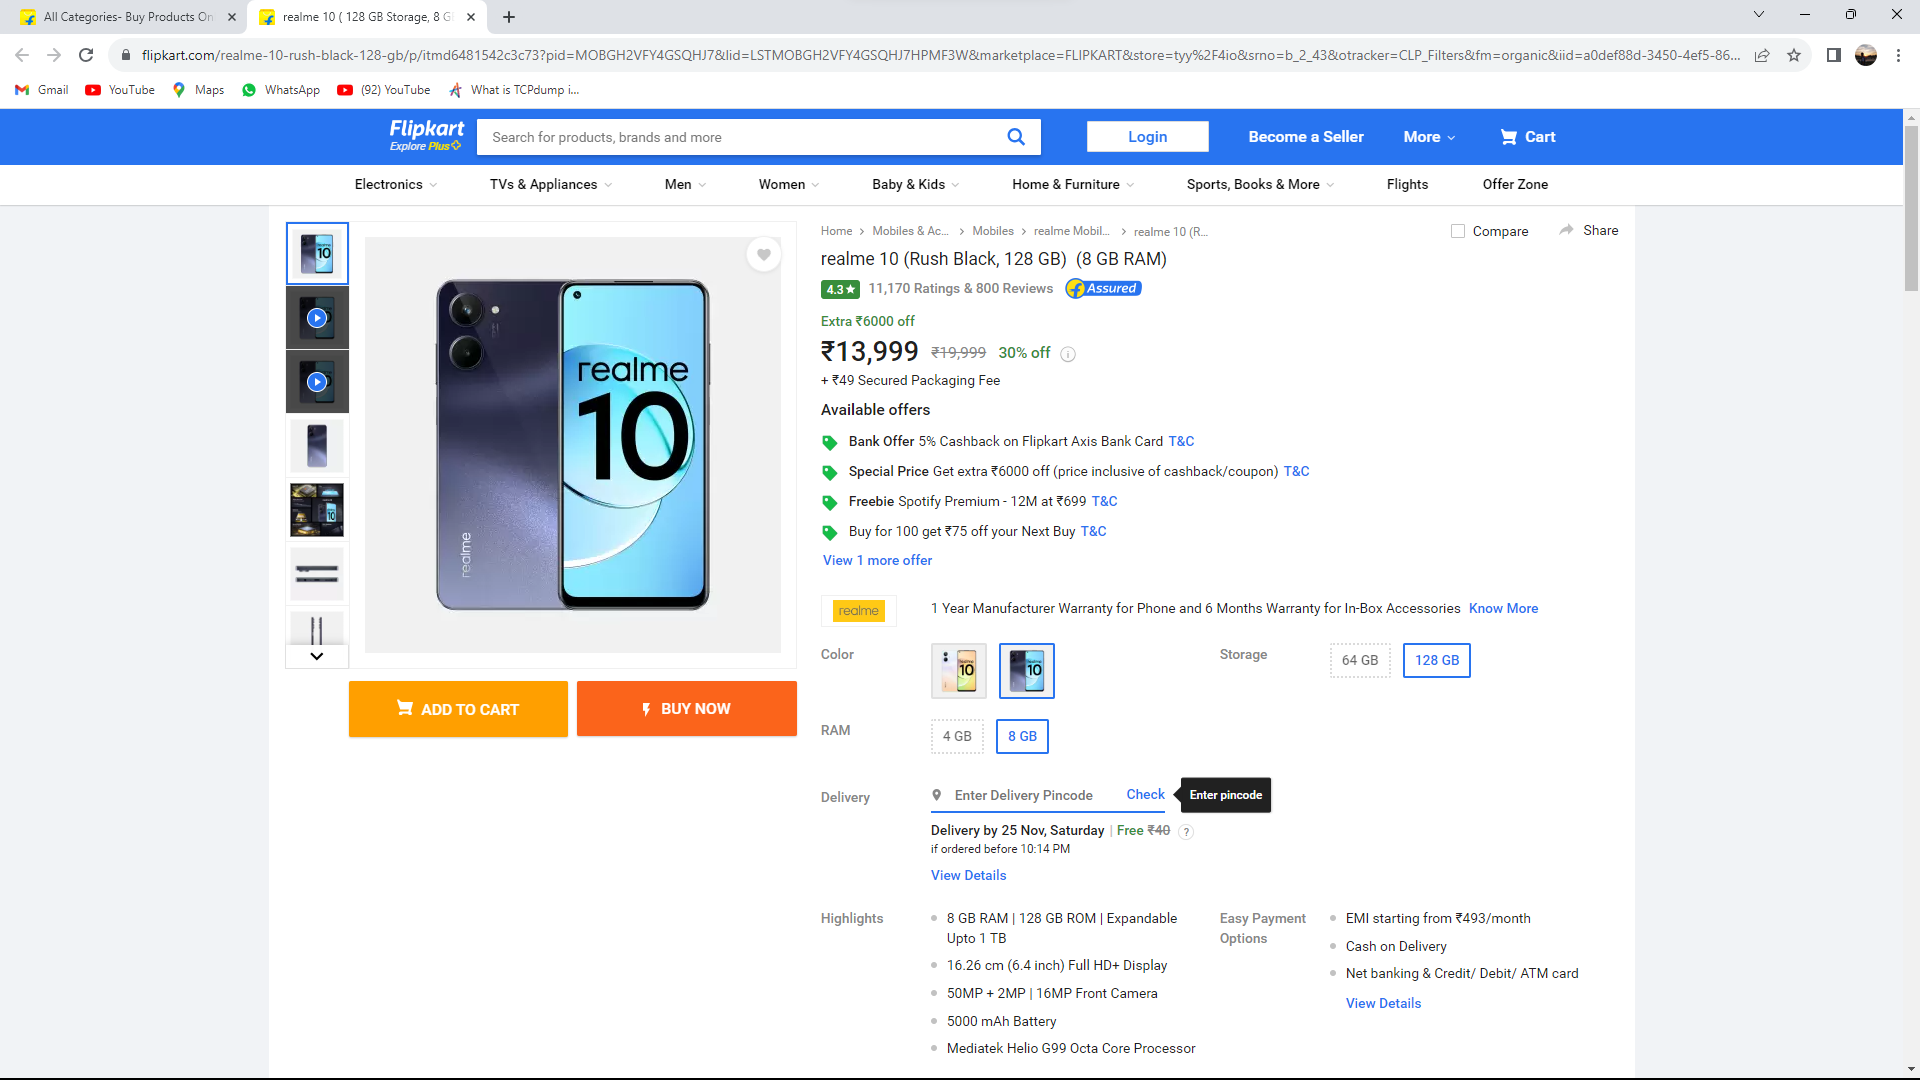 All Categories- Buy Products On
realme 10 ( 128 GB Storage, 8 G
flipkart.com/realme-10-rush-black-128-gb/p/itmd6481542c3c73?pid=MOBGH2VFY4GSQHJ7&lid=LSTMOBGH2VFY4GSQHJ7HPMF3W&marketplace=FLIPKART&store=tyy%2F4io&srno=b_2_43&otracker=CLP_Filters&fm=organic&iid=a0def88d-3450-4ef5-86...
Gmail YouTube Maps WhatsApp (92) YouTube What is TCPdump i...
Flipkart
Explore Plus
Search for products, brands and more
Login
Become a Seller
More
Cart
Electronics TVs & Appliances Men Women Baby & Kids Home & Furniture Sports, Books & More Flights Offer Zone
realme
10
realme
ADD TO CART
BUY NOW
Home Mobiles & Ac... Mobiles realme Mobil... realme 10 (R...
Compare
Share
realme 10 (Rush Black, 128 GB) (8 GB RAM)
4.3★ 11,170 Ratings & 800 Reviews Assured
Extra ₹6000 off
₹13,999 ₹19,999 30% off
+ ₹49 Secured Packaging Fee
Available offers
Bank Offer 5% Cashback on Flipkart Axis Bank Card T&C
Special Price Get extra ₹6000 off (price inclusive of cashback/coupon) T&C
Freebie Spotify Premium - 12M at ₹699 T&C
Buy for 100 get ₹75 off your Next Buy T&C
View 1 more offer
realme
1 Year Manufacturer Warranty for Phone and 6 Months Warranty for In-Box Accessories Know More
Color
10
10
Storage
64 GB
128 GB
RAM
4 GB
8 GB
Delivery
Enter Delivery Pincode
Check
Enter pincode
Delivery by 25 Nov, Saturday | Free ₹40 ?
if ordered before 10:14 PM
View Details
Highlights
8 GB RAM | 128 GB ROM | Expandable
Upto 1 TB
16.26 cm (6.4 inch) Full HD+ Display
50MP + 2MP | 16MP Front Camera
5000 mAh Battery
Mediatek Helio G99 Octa Core Processor
Easy Payment
Options
EMI starting from ₹493/month
Cash on Delivery
Net banking & Credit/ Debit/ ATM card
View Details